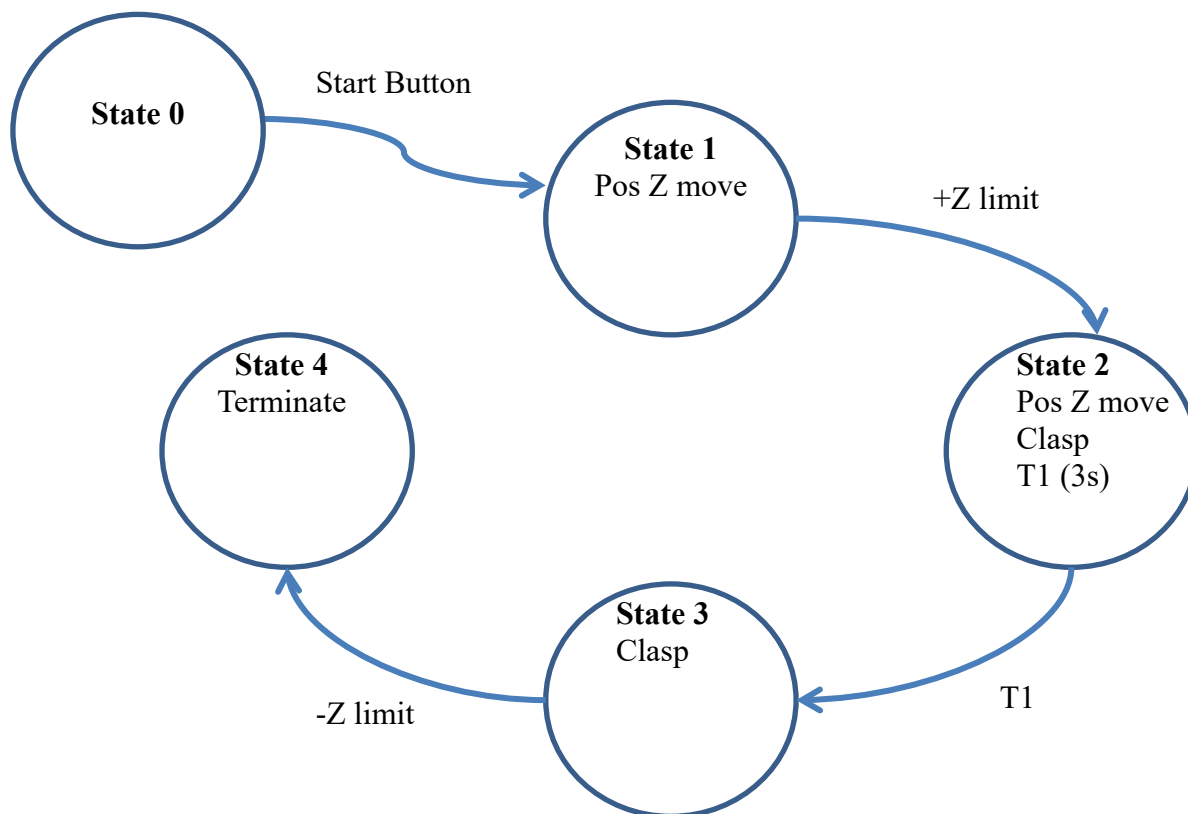 Start Button
State 0
State 1
Pos Z move
+Z limit
State 2
Pos Z move
Clasp
T1 (3s)
T1
State 3
Clasp
-Z limit
State 4
Terminate